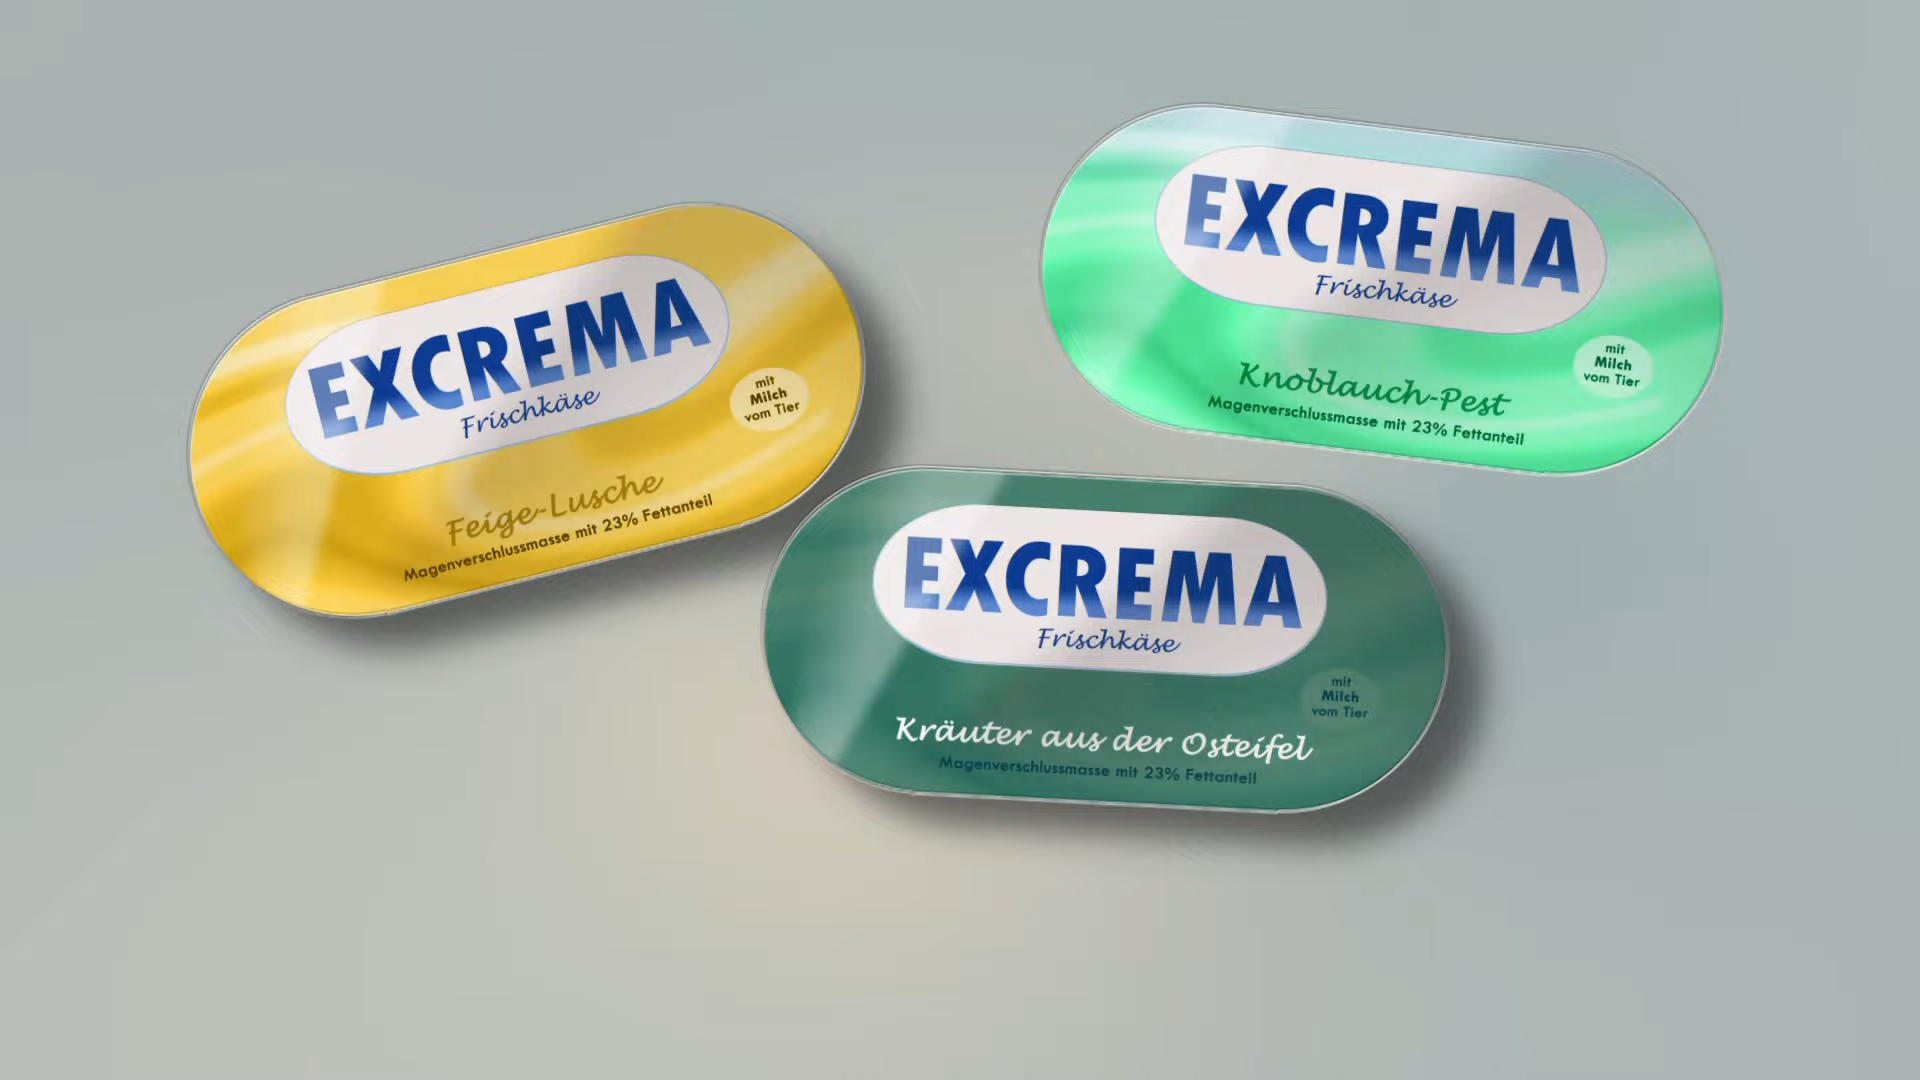 EXCREMA
Frischkäse
mit
Milch
vom Tier
Feige-Lusche
Magenverschlussmasse mit 23% Fettanteil
EXCREMA
Frischkäse
mit
Milch
vom Tier
Knoblauch-Pest
Magenverschlussmasse mit 23% Fettanteil
EXCREMA
Frischkäse
mit
Milch
vom Tier
Kräuter aus der Osteifel
Magenverschlussmasse mit 23% Fettanteil